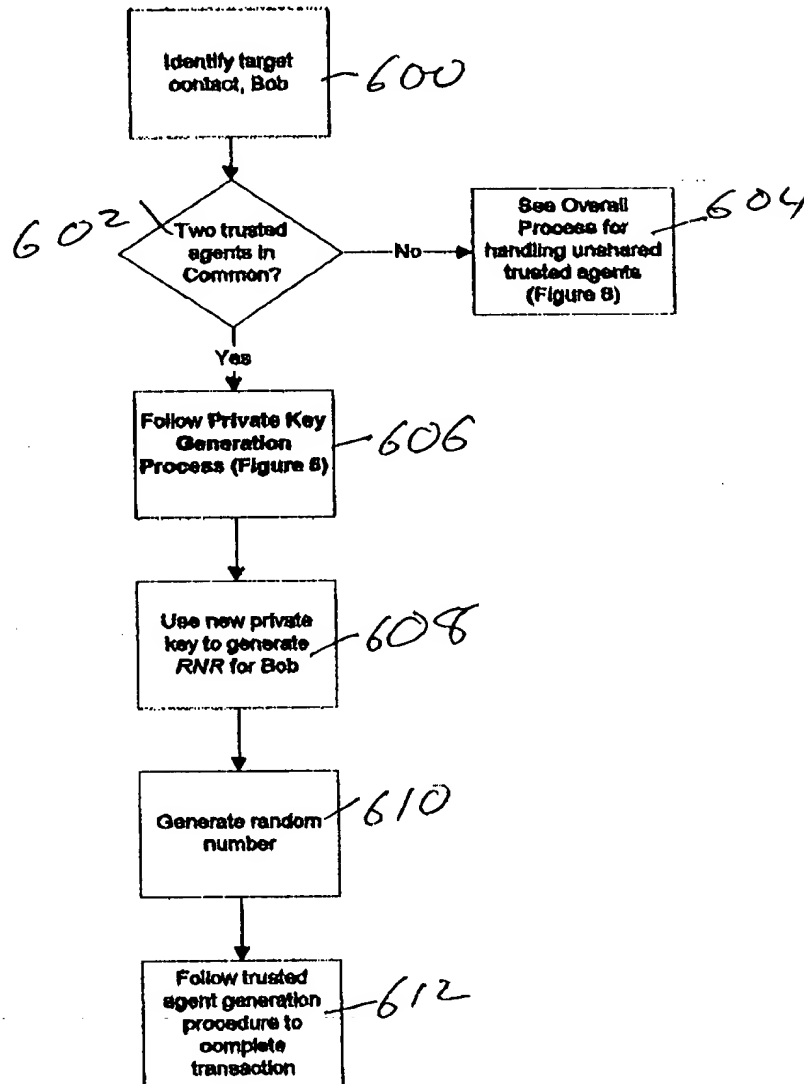 Identify target
contact, Bob
600
602
Two trusted
agents in
Common?
No
See Overall
Process for
handling unshared
trusted agents
(Figure 8)
604
Yes
Follow Private Key
Generation
Process (Figure 6)
606
Use new private
key to generate
RNR for Bob
608
Generate random
number
610
Follow trusted
agent generation
procedure to
complete
transaction
612